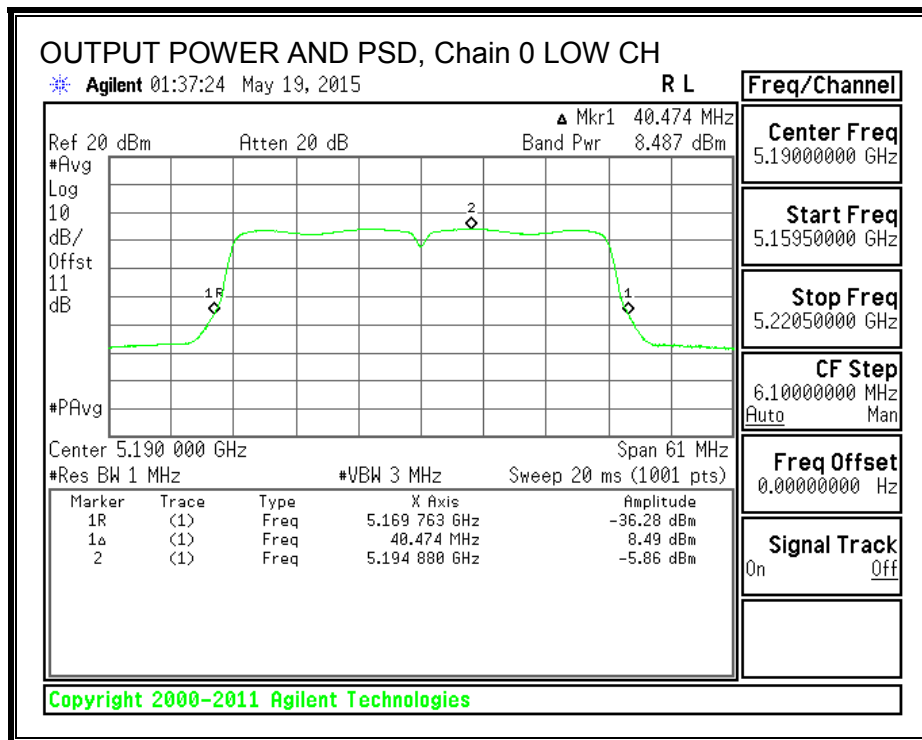 OUTPUT POWER AND PSD, Chain 0 LOW CH
Agilent 01:37:24 May 19, 2015 R L
Freq/Channel
Δ Mkr1 40.474 MHz
Ref 20 dBm Atten 20 dB Band Pwr 8.487 dBm
#Avg
Log
10
dB/
Offst
11
dB
#PAvg
2
1R
1
Center 5.190 000 GHz Span 61 MHz
#Res BW 1 MHz #VBW 3 MHz Sweep 20 ms (1001 pts)
Marker Trace Type X Axis Amplitude
1R (1) Freq 5.169 763 GHz -36.28 dBm
1Δ (1) Freq 40.474 MHz 8.49 dBm
2 (1) Freq 5.194 880 GHz -5.86 dBm
Center Freq
5.19000000 GHz
Start Freq
5.15950000 GHz
Stop Freq
5.22050000 GHz
CF Step
6.10000000 MHz
Auto Man
Freq Offset
0.00000000 Hz
Signal Track
On Off
Copyright 2000-2011 Agilent Technologies